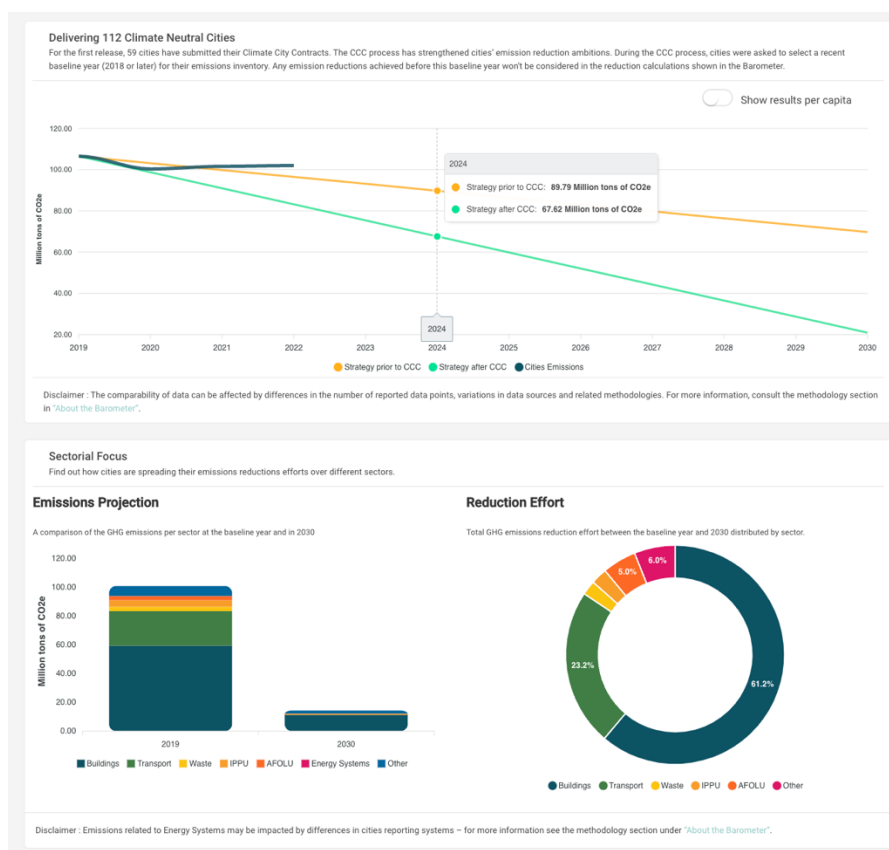 Delivering 112 Climate Neutral Cities
For the first release, 59 cities have submitted their Climate City Contracts. The CCC process has strengthened cities' emission reduction ambitions. During the CCC process, cities were asked to select a recent
baseline year (2018 or later) for their emissions inventory. Any emission reductions achieved before this baseline year won't be considered in the reduction calculations shown in the Barometer.
Show results per capita
120.00
100.00
80.00
60.00
40.00
20.00
Million tons of CO2e
2024
Strategy prior to CCC: 89.79 Million tons of CO2e
Strategy after CCC: 67.62 Million tons of CO2e
2024
2019 2020 2021 2022 2023 2024 2025 2026 2027 2028 2029 2030
Strategy prior to CCC Strategy after CCC Cities Emissions
Disclaimer : The comparability of data can be affected by differences in the number of reported data points, variations in data sources and related methodologies. For more information, consult the methodology section
in "About the Barometer".
Sectorial Focus
Find out how cities are spreading their emissions reductions efforts over different sectors.
Emissions Projection
A comparison of the GHG emissions per sector at the baseline year and in 2030
120.00
100.00
80.00
60.00
40.00
20.00
0.00
Million tons of CO2e
2019 2030
Buildings Transport Waste IPPU AFOLU Energy Systems Other
Reduction Effort
Total GHG emissions reduction effort between the baseline year and 2030 distributed by sector.
6.0%
5.0%
23.2%
61.2%
Buildings Transport Waste IPPU AFOLU Other
Disclaimer : Emissions related to Energy Systems may be impacted by differences in cities reporting systems – for more information see the methodology section under "About the Barometer".